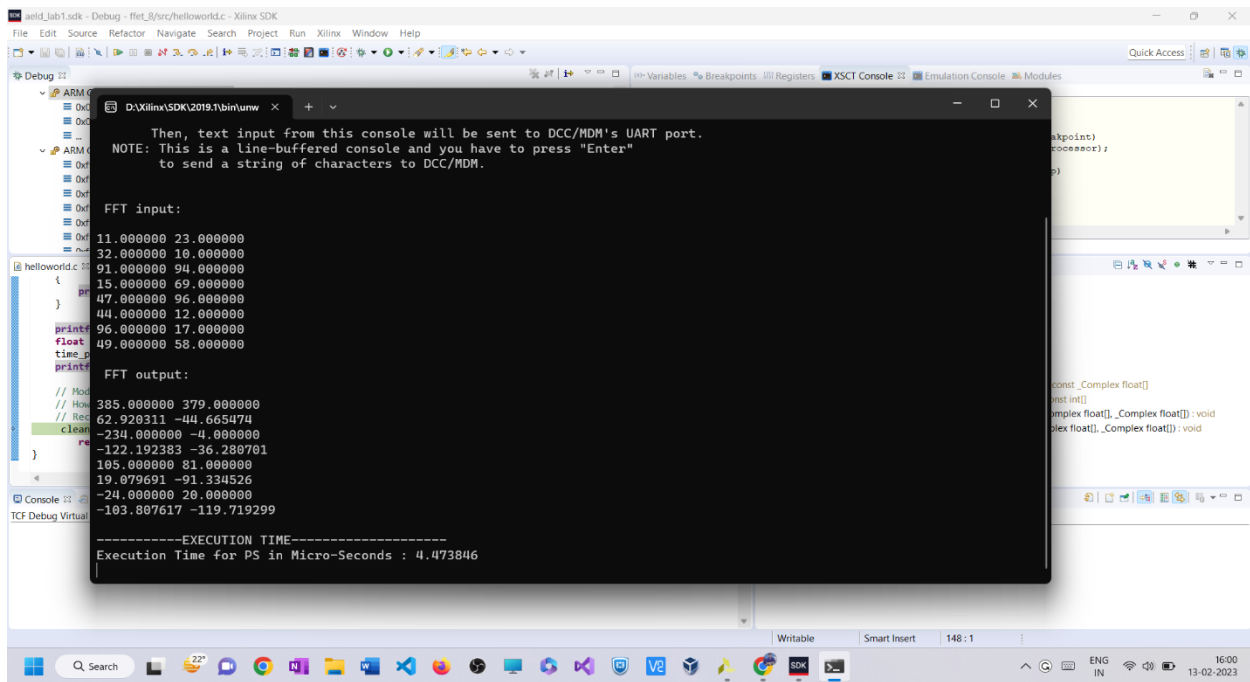 aeld_lab1.sdk - Debug - ffet_8/src/helloworld.c - Xilinx SDK
File Edit Source Refactor Navigate Search Project Run Xilinx Window Help
Quick Access
Debug
Variables Breakpoints Registers XSCT Console Emulation Console Modules
ARM
D:\Xilinx\SDK\2019.1\bin\unw
Then, text input from this console will be sent to DCC/MDM's UART port.
NOTE: This is a line-buffered console and you have to press "Enter"
to send a string of characters to DCC/MDM.
FFT input:
11.000000 23.000000
32.000000 10.000000
91.000000 94.000000
15.000000 69.000000
47.000000 96.000000
44.000000 12.000000
96.000000 17.000000
49.000000 58.000000
FFT output:
385.000000 379.000000
62.920311 -44.665474
-234.000000 -4.000000
-122.192383 -36.280701
105.000000 81.000000
19.079691 -91.334526
-24.000000 20.000000
-103.807617 -119.719299
-----------EXECUTION TIME--------------------
Execution Time for PS in Micro-Seconds : 4.473846
akpoint)
rocessor);
p)
helloworld.c
{
pr
}
printf
float
time_p
printf
// Mod
// How
// Rec
clean
re
}
const _Complex float[]
onst int[]
omplex float[], _Complex float[]) : void
plex float[], _Complex float[]) : void
Console
TCF Debug Virtual
Writable Smart Insert 148 : 1
Search
22°
ENG
IN
16:00
13-02-2023